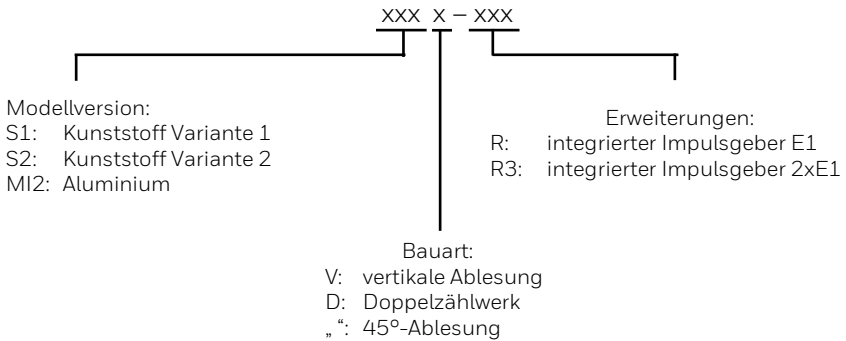 XXX X – XXX
Modellversion:
S1: Kunststoff Variante 1
S2: Kunststoff Variante 2
MI2: Aluminium
Erweiterungen:
R: integrierter Impulsgeber E1
R3: integrierter Impulsgeber 2xE1
Bauart:
V: vertikale Ablesung
D: Doppelzählwerk
„ “: 45°-Ablesung